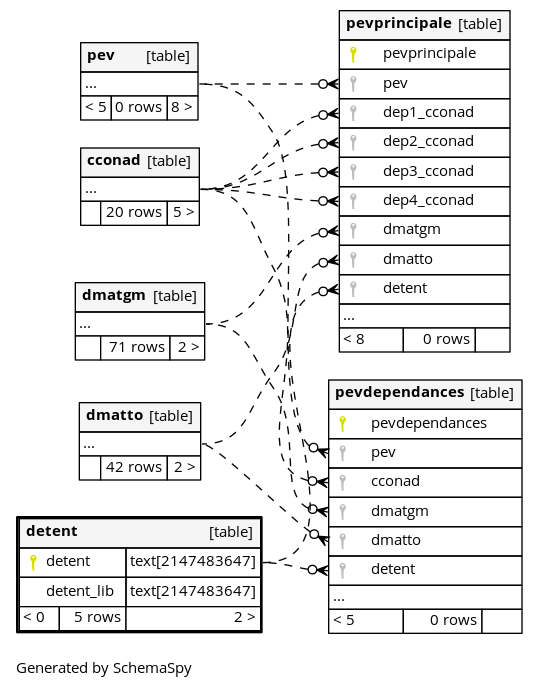 pev [table]
...
< 5 0 rows 8 >
cconad [table]
...
20 rows 5 >
dmatgm [table]
...
71 rows 2 >
dmatto [table]
...
42 rows 2 >
detent [table]
detent text[2147483647]
detent_lib text[2147483647]
< 0 5 rows 2 >
pevprincipale [table]
pevprincipale
pev
dep1_cconad
dep2_cconad
dep3_cconad
dep4_cconad
dmatgm
dmatto
detent
...
< 8 0 rows
pevdependances [table]
pevdependances
pev
cconad
dmatgm
dmatto
detent
...
< 5 0 rows
Generated by SchemaSpy